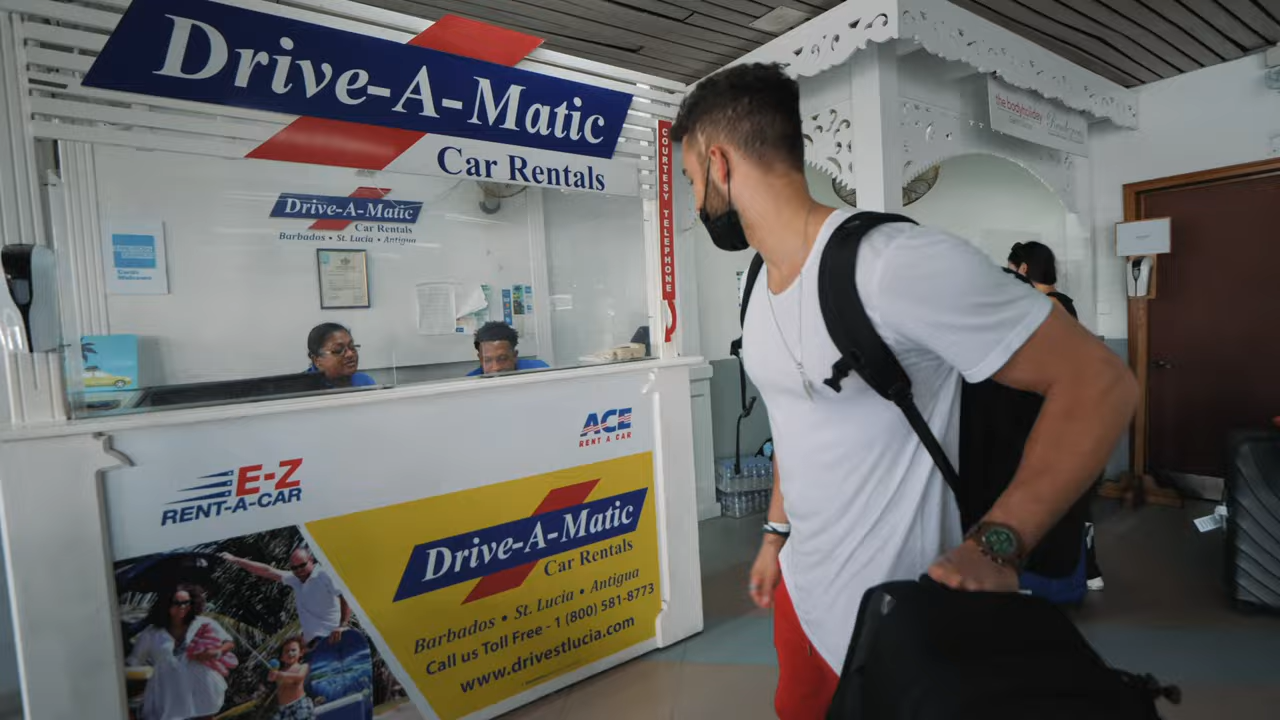 Drive-A-Matic
Car Rentals
COURTESY TELEPHONE
the bodyholiday
Drive-A-Matic
Car Rentals
Barbados • St. Lucia • Antigua
E-Z
RENT-A-CAR
ACE
RENT A CAR
Drive-A-Matic
Car Rentals
Barbados • St. Lucia • Antigua
Call us Toll Free - 1 (800) 581-8773
www.drivestlucia.com